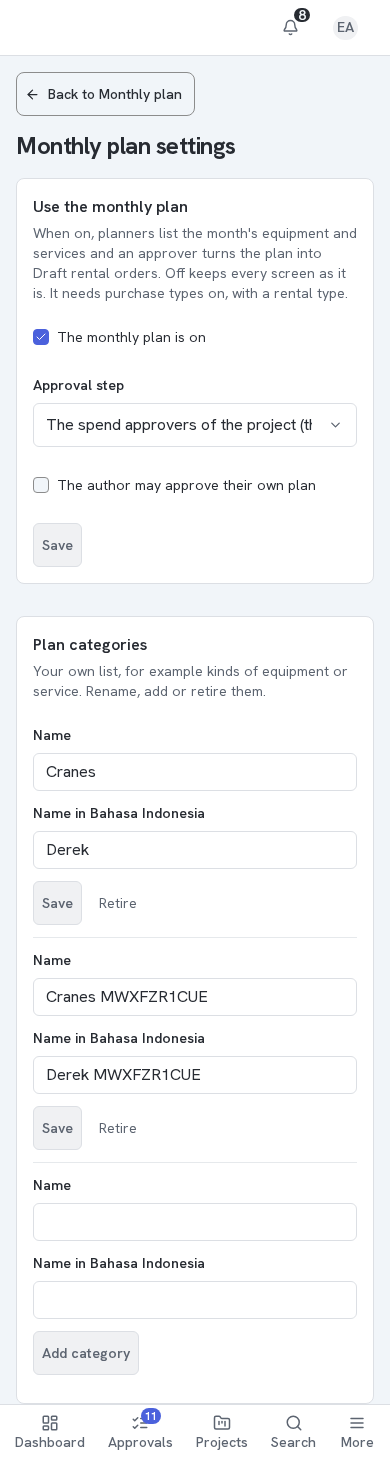 8
EA
Back to Monthly plan
Monthly plan settings
Use the monthly plan
When on, planners list the month's equipment and
services and an approver turns the plan into
Draft rental orders. Off keeps every screen as it
is. It needs purchase types on, with a rental type.
The monthly plan is on
Approval step
The spend approvers of the project (th
The author may approve their own plan
Save
Plan categories
Your own list, for example kinds of equipment or
service. Rename, add or retire them.
Name
Cranes
Name in Bahasa Indonesia
Derek
Save Retire
Name
Cranes MWXFZR1CUE
Name in Bahasa Indonesia
Derek MWXFZR1CUE
Save Retire
Name
Name in Bahasa Indonesia
Add category
11
Dashboard Approvals Projects Search More